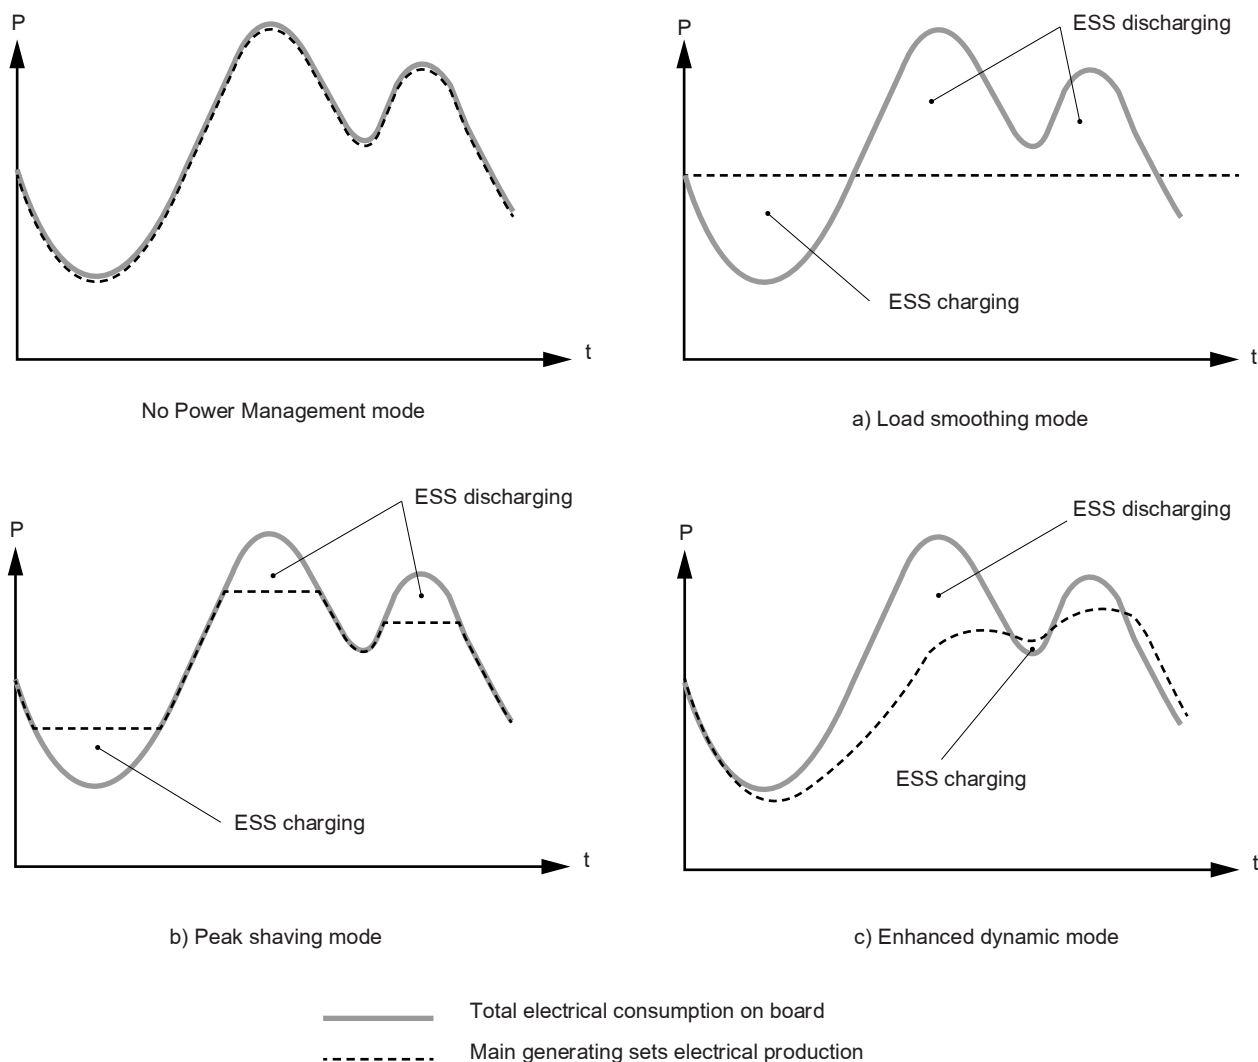 P
t
No Power Management mode
P
ESS discharging
ESS charging
t
a) Load smoothing mode
P
ESS discharging
ESS charging
t
b) Peak shaving mode
P
ESS discharging
ESS charging
t
c) Enhanced dynamic mode
Total electrical consumption on board
Main generating sets electrical production